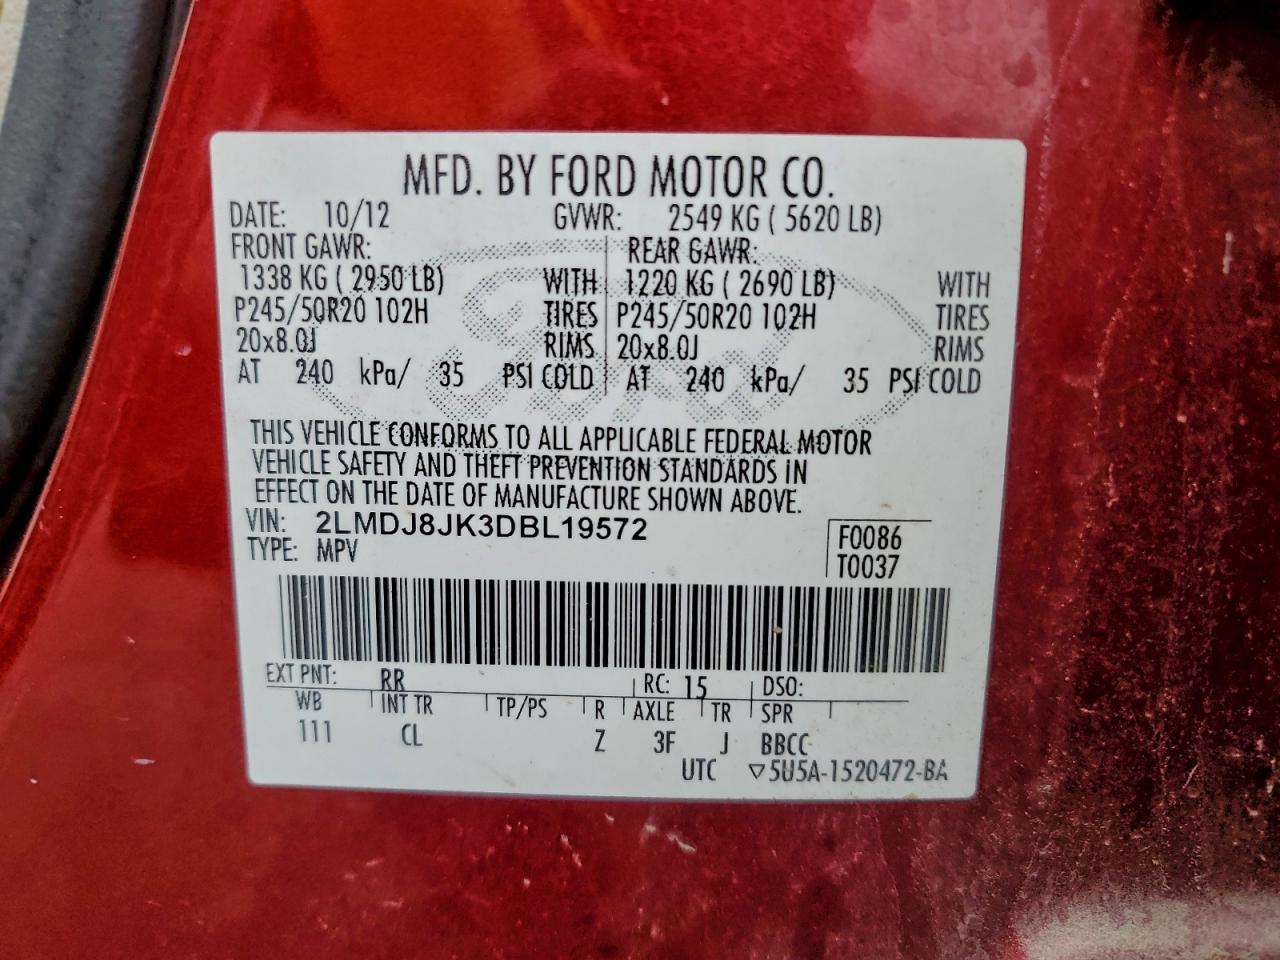 MFD. BY FORD MOTOR CO.
DATE: 10/12 GVWR: 2549 KG ( 5620 LB)
FRONT GAWR: REAR GAWR:
1338 KG ( 2950 LB) WITH 1220 KG ( 2690 LB) WITH
P245/50R20 102H TIRES P245/50R20 102H TIRES
20x8.0J RIMS 20x8.0J RIMS
AT 240 kPa/ 35 PSI COLD AT 240 kPa/ 35 PSI COLD
THIS VEHICLE CONFORMS TO ALL APPLICABLE FEDERAL MOTOR
VEHICLE SAFETY AND THEFT PREVENTION STANDARDS IN
EFFECT ON THE DATE OF MANUFACTURE SHOWN ABOVE.
VIN: 2LMDJ8JK3DBL19572 F0086
TYPE: MPV T0037
EXT PNT: RR RC: 15 DSO:
WB INT TR TP/PS R AXLE TR SPR
111 CL Z 3F J BBCC
UTC ▽5U5A-1520472-BA